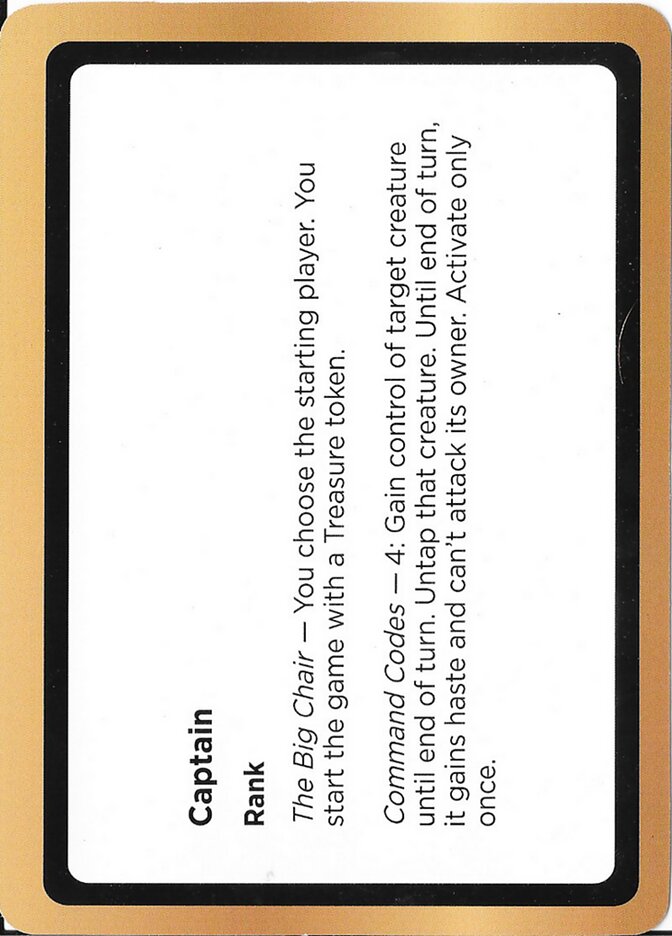 Captain
Rank
The Big Chair — You choose the starting player. You
start the game with a Treasure token.
Command Codes — 4: Gain control of target creature
until end of turn. Untap that creature. Until end of turn,
it gains haste and can't attack its owner. Activate only
once.